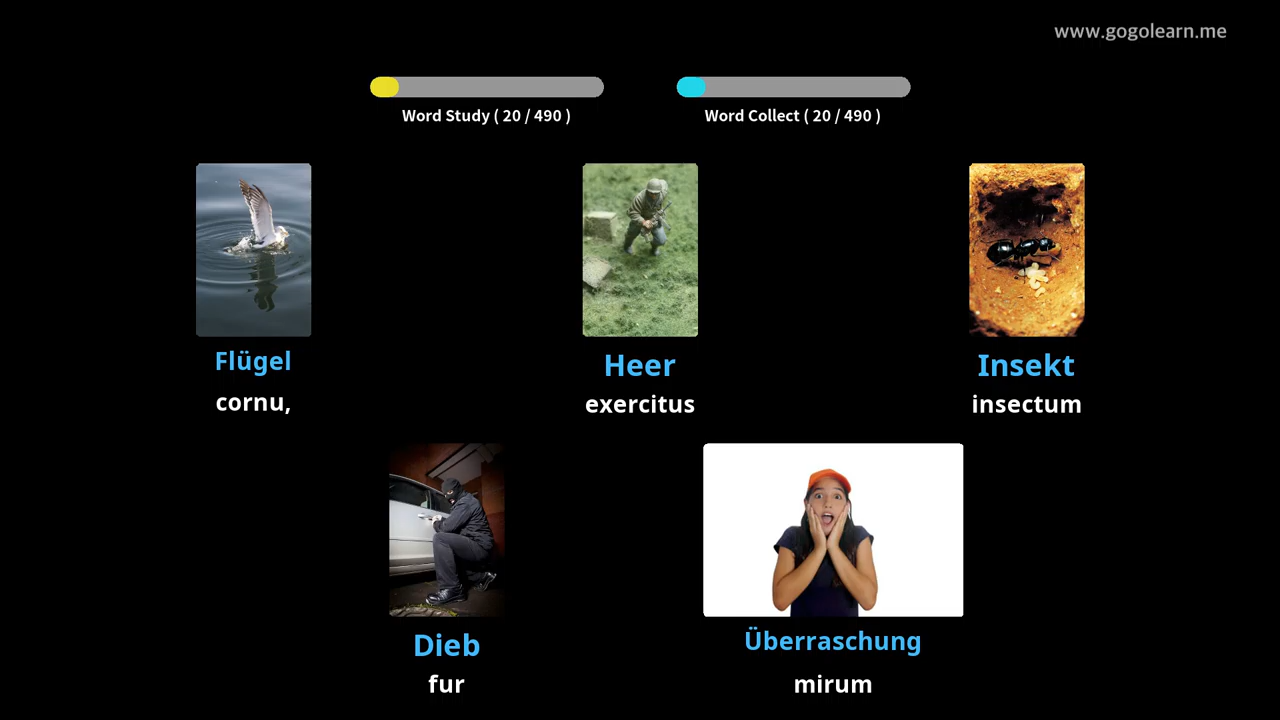 www.gogolearn.me
Word Study ( 20 / 490 )
Word Collect ( 20 / 490 )
Flügel
cornu,
Heer
exercitus
Insekt
insectum
Dieb
fur
Überraschung
mirum